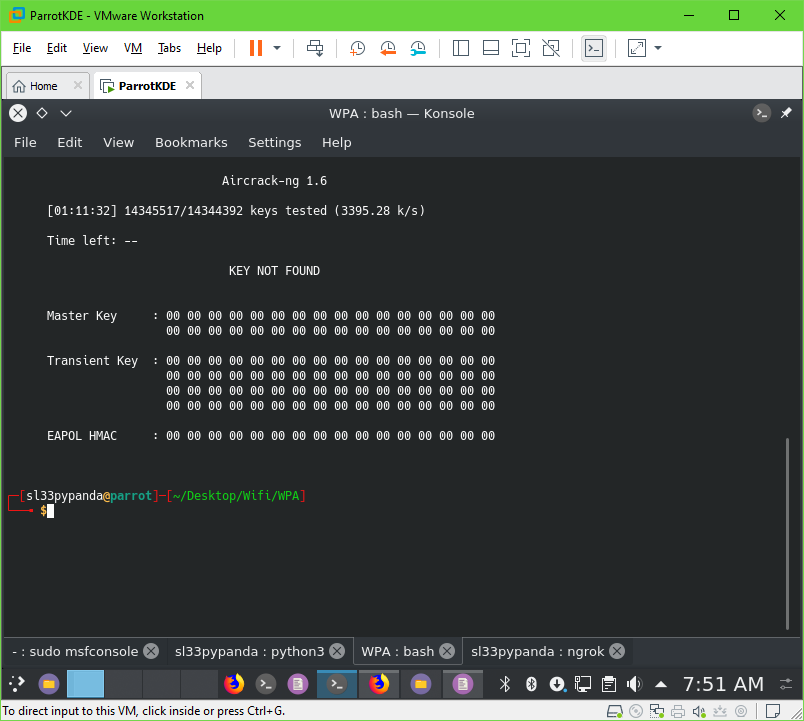 ParrotKDE - VMware Workstation
File Edit View VM Tabs Help
Home ParrotKDE
WPA : bash — Konsole
File Edit View Bookmarks Settings Help
Aircrack-ng 1.6
[01:11:32] 14345517/14344392 keys tested (3395.28 k/s)
Time left: --
KEY NOT FOUND
Master Key : 00 00 00 00 00 00 00 00 00 00 00 00 00 00 00 00
00 00 00 00 00 00 00 00 00 00 00 00 00 00 00 00
Transient Key : 00 00 00 00 00 00 00 00 00 00 00 00 00 00 00 00
00 00 00 00 00 00 00 00 00 00 00 00 00 00 00 00
00 00 00 00 00 00 00 00 00 00 00 00 00 00 00 00
00 00 00 00 00 00 00 00 00 00 00 00 00 00 00 00
EAPOL HMAC : 00 00 00 00 00 00 00 00 00 00 00 00 00 00 00 00
┌─[sl33pypanda@parrot]─[~/Desktop/Wifi/WPA]
└──╼ $
- : sudo msfconsole sl33pypanda : python3 WPA : bash sl33pypanda : ngrok
7:51 AM
To direct input to this VM, click inside or press Ctrl+G.